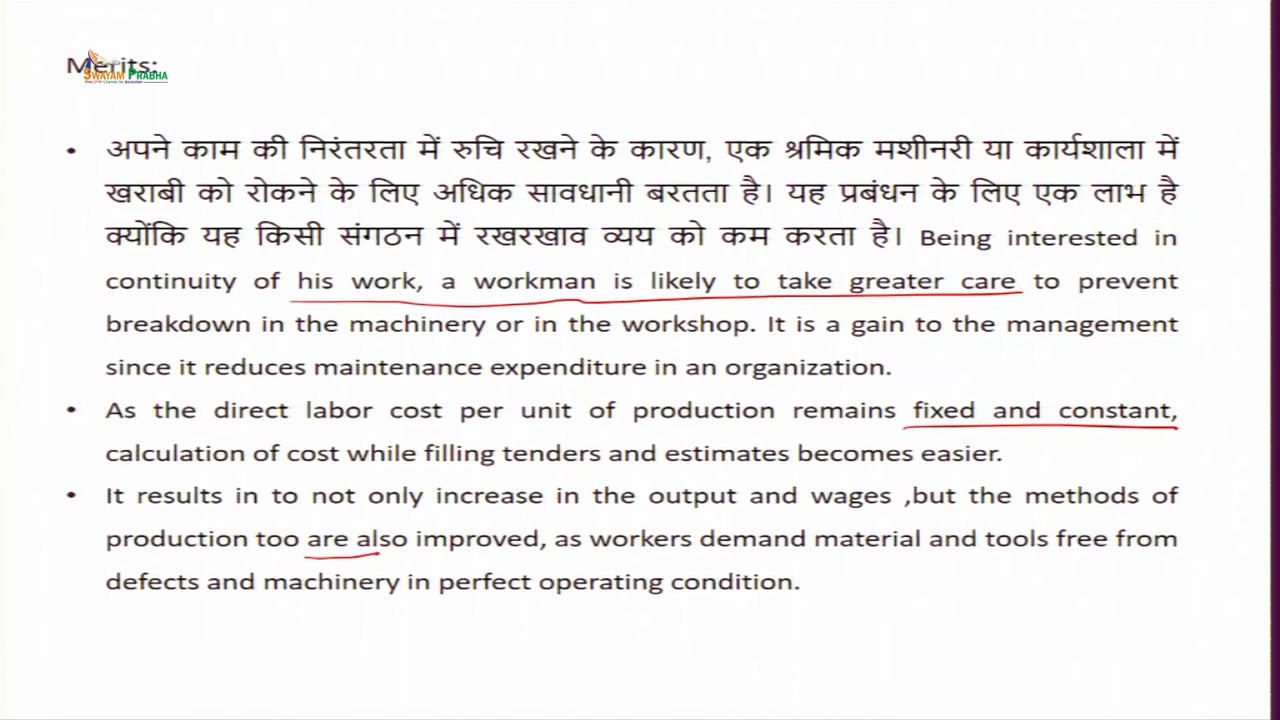 Merits:
SWAYAM PRABHA
• अपने काम की निरंतरता में रुचि रखने के कारण, एक श्रमिक मशीनरी या कार्यशाला में
खराबी को रोकने के लिए अधिक सावधानी बरतता है। यह प्रबंधन के लिए एक लाभ है
क्योंकि यह किसी संगठन में रखरखाव व्यय को कम करता है। Being interested in
continuity of his work, a workman is likely to take greater care to prevent
breakdown in the machinery or in the workshop. It is a gain to the management
since it reduces maintenance expenditure in an organization.
• As the direct labor cost per unit of production remains fixed and constant,
calculation of cost while filling tenders and estimates becomes easier.
• It results in to not only increase in the output and wages ,but the methods of
production too are also improved, as workers demand material and tools free from
defects and machinery in perfect operating condition.